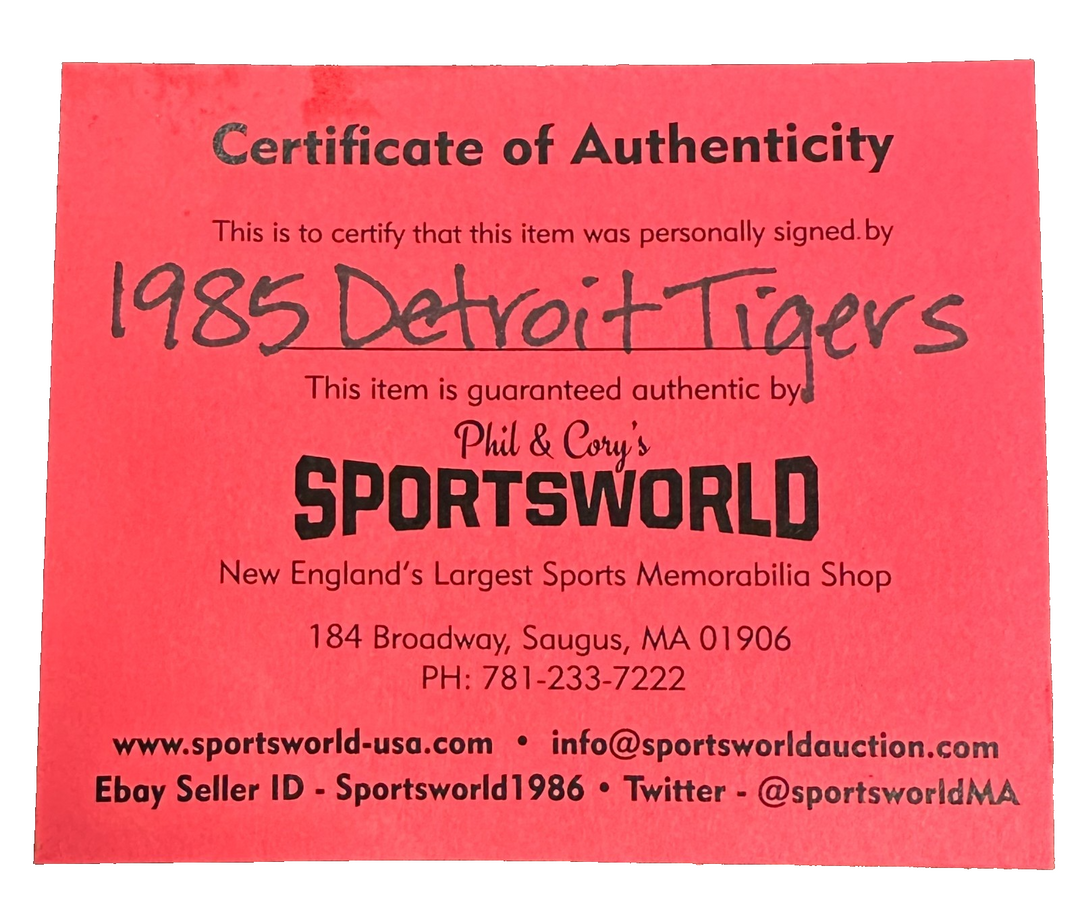 Certificate of Authenticity
This is to certify that this item was personally signed by
1985 Detroit Tigers
This item is guaranteed authentic by
Phil & Cory's
SPORTSWORLD
New England's Largest Sports Memorabilia Shop
184 Broadway, Saugus, MA 01906
PH: 781-233-7222
www.sportsworld-usa.com • info@sportsworldauction.com
Ebay Seller ID - Sportsworld1986 • Twitter - @sportsworldMA